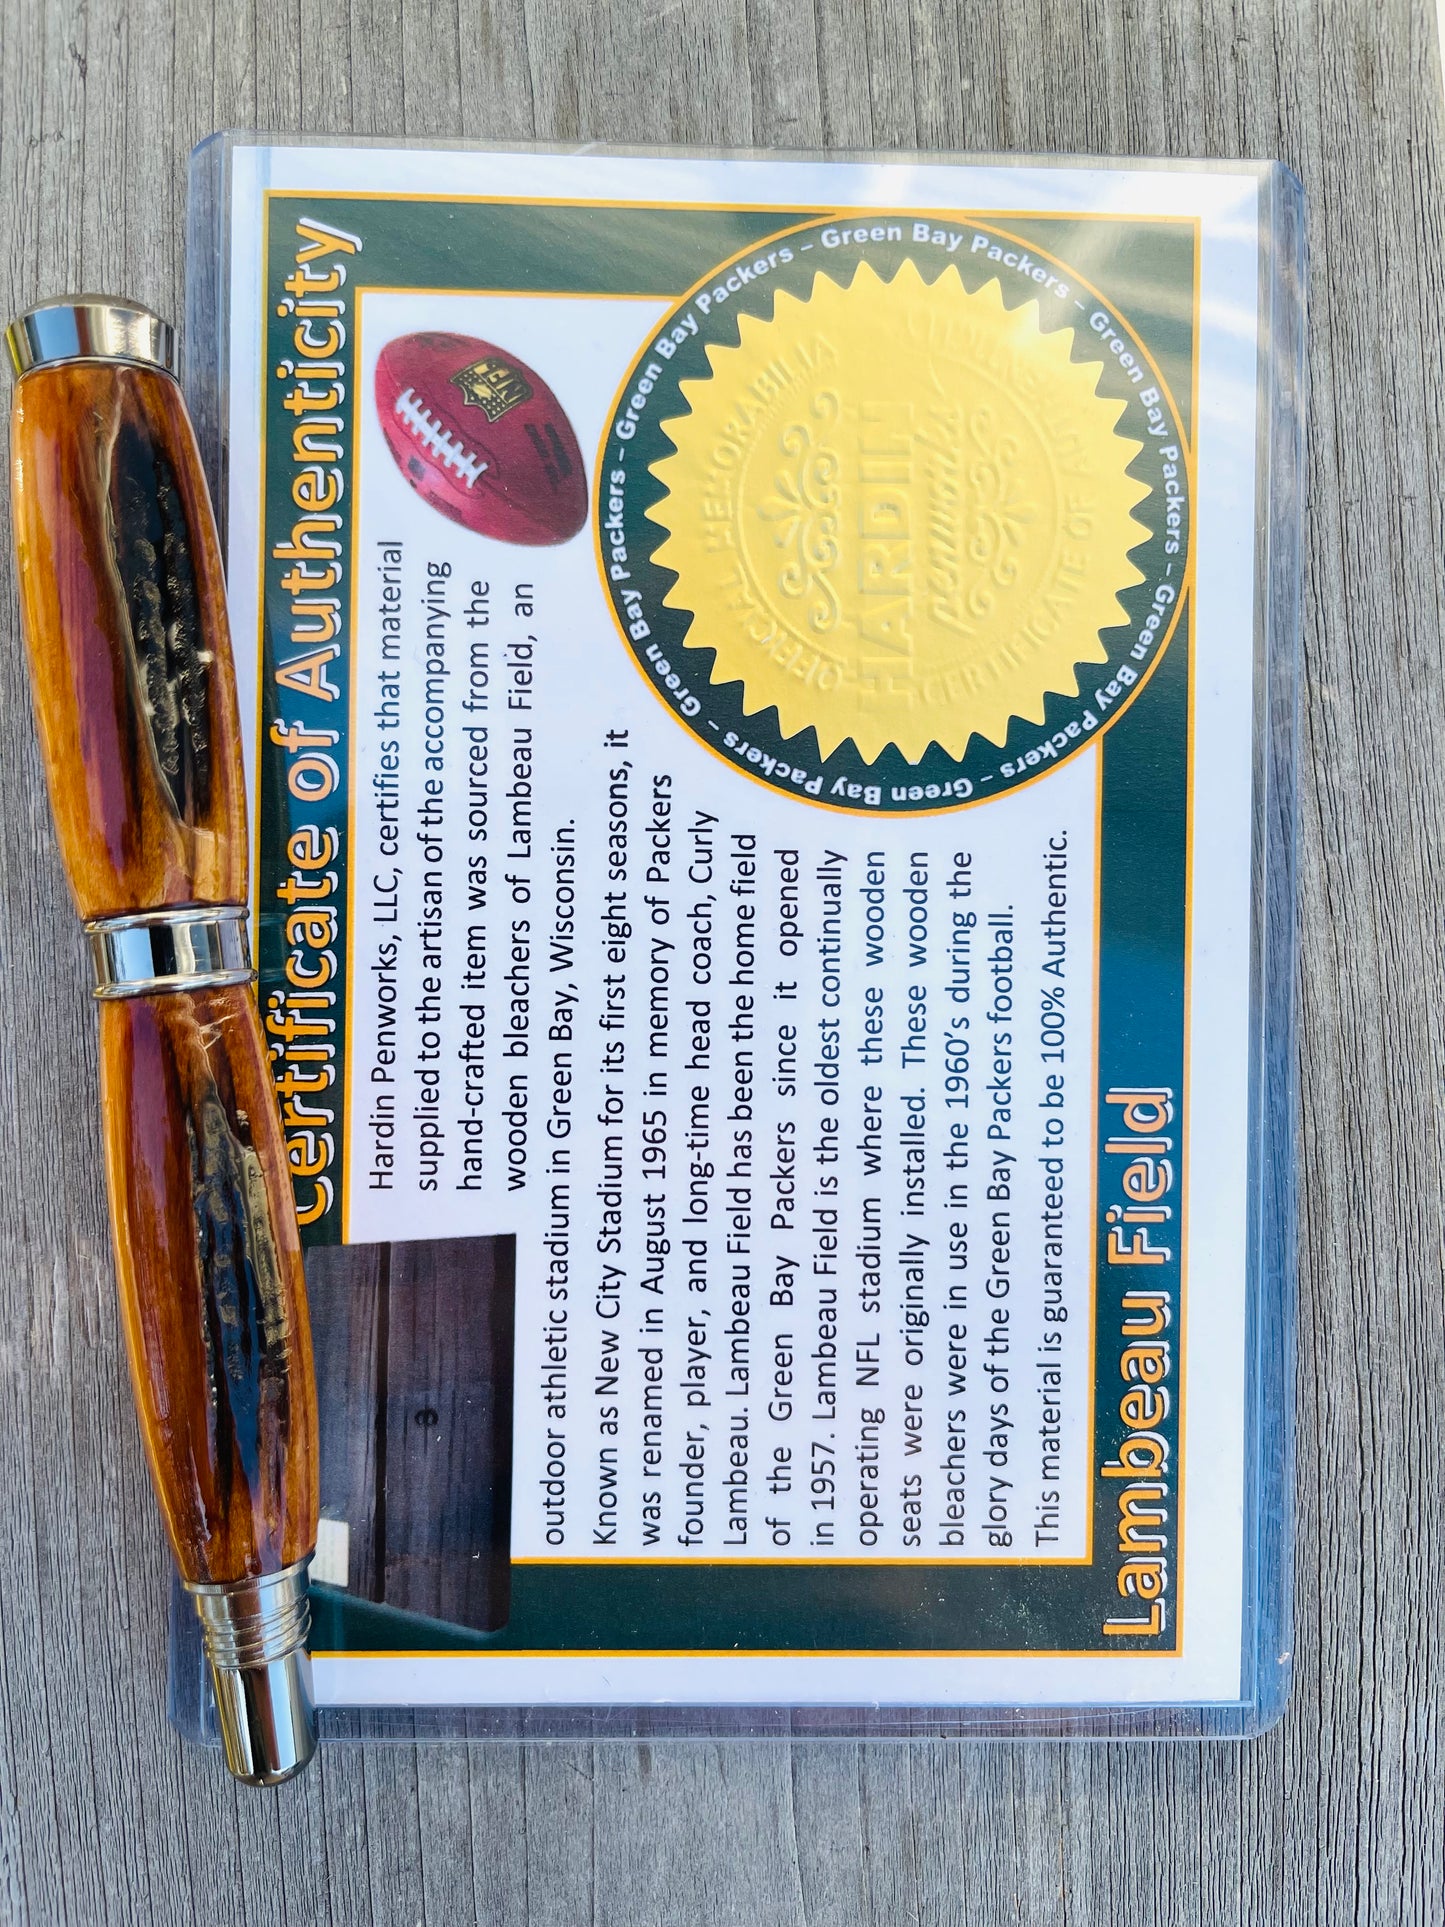 Certificate of Authenticity
NFL
Hardin Penworks, LLC, certifies that material
supplied to the artisan of the accompanying
hand-crafted item was sourced from the
wooden bleachers of Lambeau Field, an
outdoor athletic stadium in Green Bay, Wisconsin.
Known as New City Stadium for its first eight seasons, it
was renamed in August 1965 in memory of Packers
founder, player, and long-time head coach, Curly
Lambeau. Lambeau Field has been the home field
of the Green Bay Packers since it opened
in 1957. Lambeau Field is the oldest continually
operating NFL stadium where these wooden
seats were originally installed. These wooden
bleachers were in use in the 1960's during the
glory days of the Green Bay Packers football.
This material is guaranteed to be 100% Authentic.
Green Bay Packers – Green Bay Packers – Green Bay Packers – Green Bay Packers – Green Bay Packers – Green Bay Packers – Green Bay Packers –
OFFICIAL MEMORABILIA
HARDIN
Penworks
CERTIFICATE OF
Lambeau Field